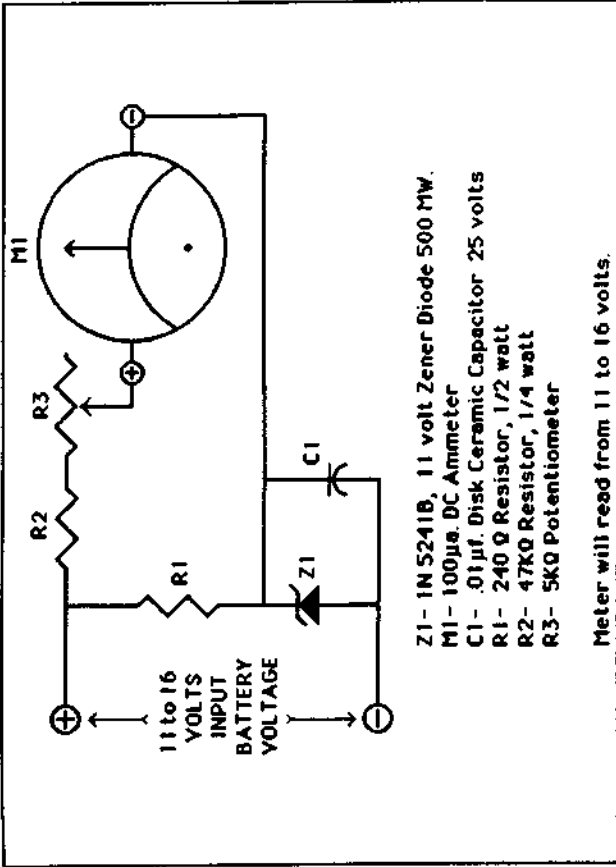 M1
R3
R2
R1
C1
Z1
11 to 16
VOLTS
INPUT
BATTERY
VOLTAGE
Z1- 1N5241B, 11 volt Zener Diode 500 MW.
M1- 100µa. DC Ammeter
C1- .01µf. Disk Ceramic Capacitor 25 volts
R1- 240 Ω Resistor, 1/2 watt
R2- 47KΩ Resistor, 1/4 watt
R3- 5KΩ Potentiometer
Meter will read from 11 to 16 volts.